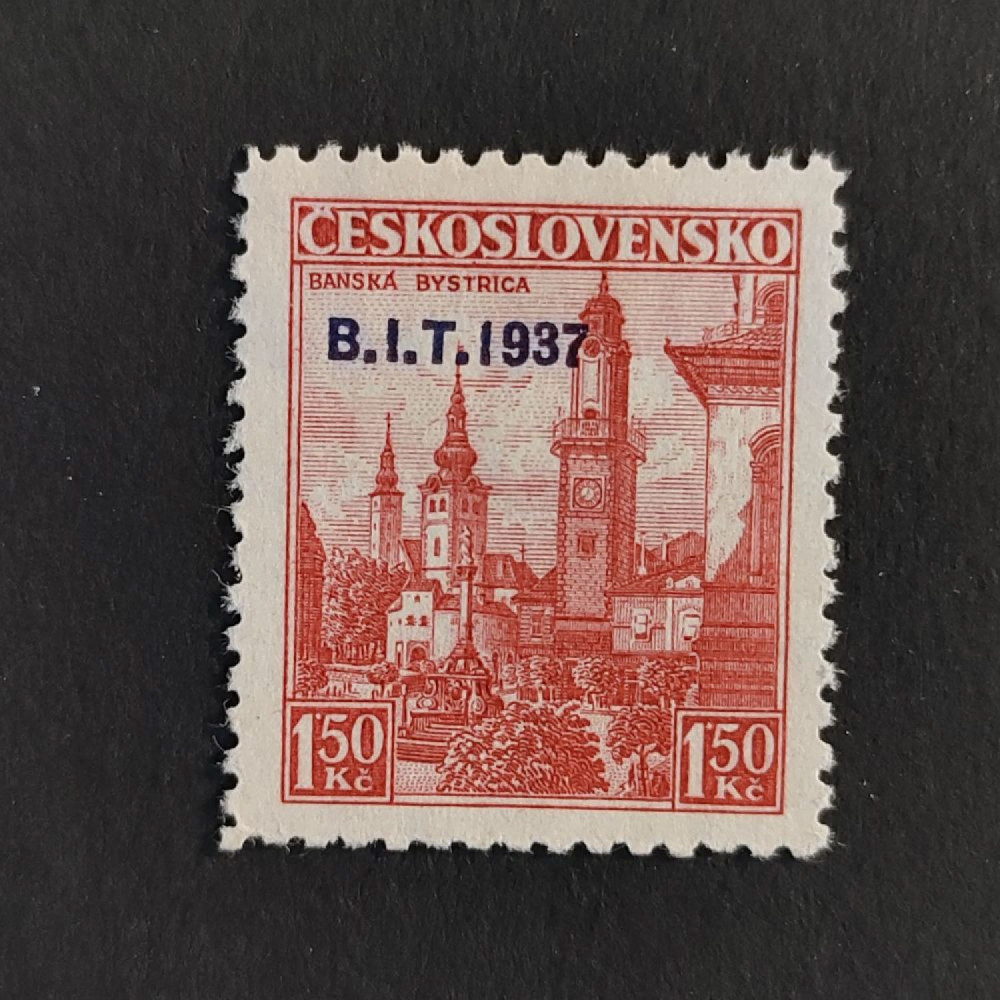 ČESKOSLOVENSKO
BANSKÁ BYSTRICA
B.I.T.1937
1'50 1'50
Kč Kč